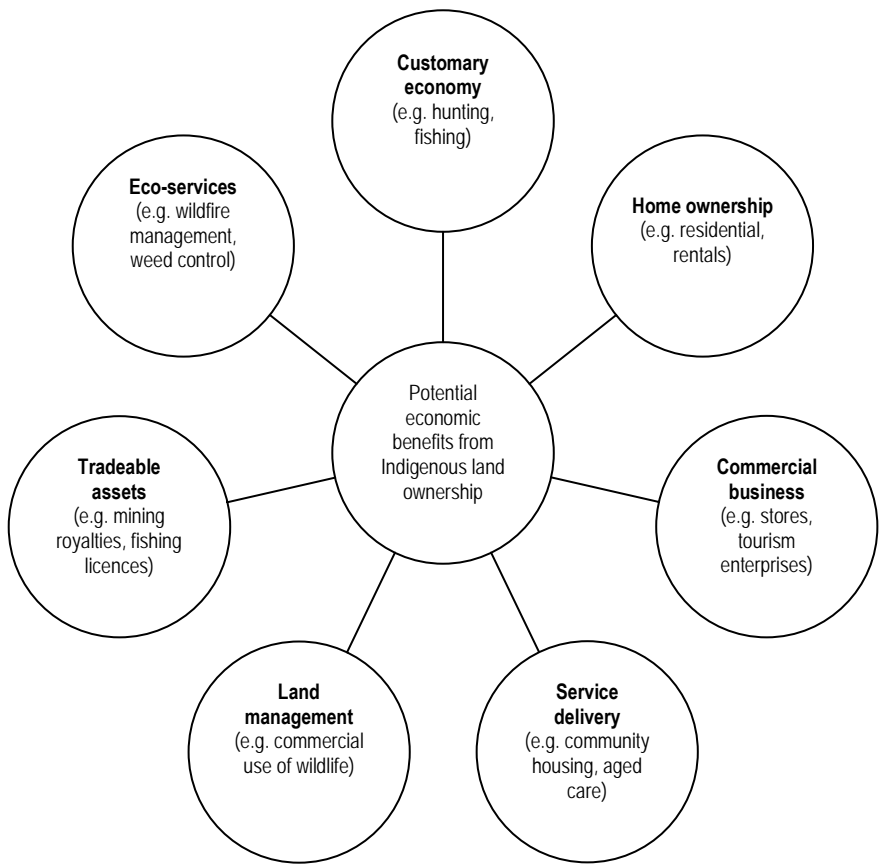 Customary
economy
(e.g. hunting,
fishing)
Eco-services
(e.g. wildfire
management,
weed control)
Home ownership
(e.g. residential,
rentals)
Potential
economic
benefits from
Indigenous land
ownership
Tradeable
assets
(e.g. mining
royalties, fishing
licences)
Commercial
business
(e.g. stores,
tourism
enterprises)
Land
management
(e.g. commercial
use of wildlife)
Service
delivery
(e.g. community
housing, aged
care)